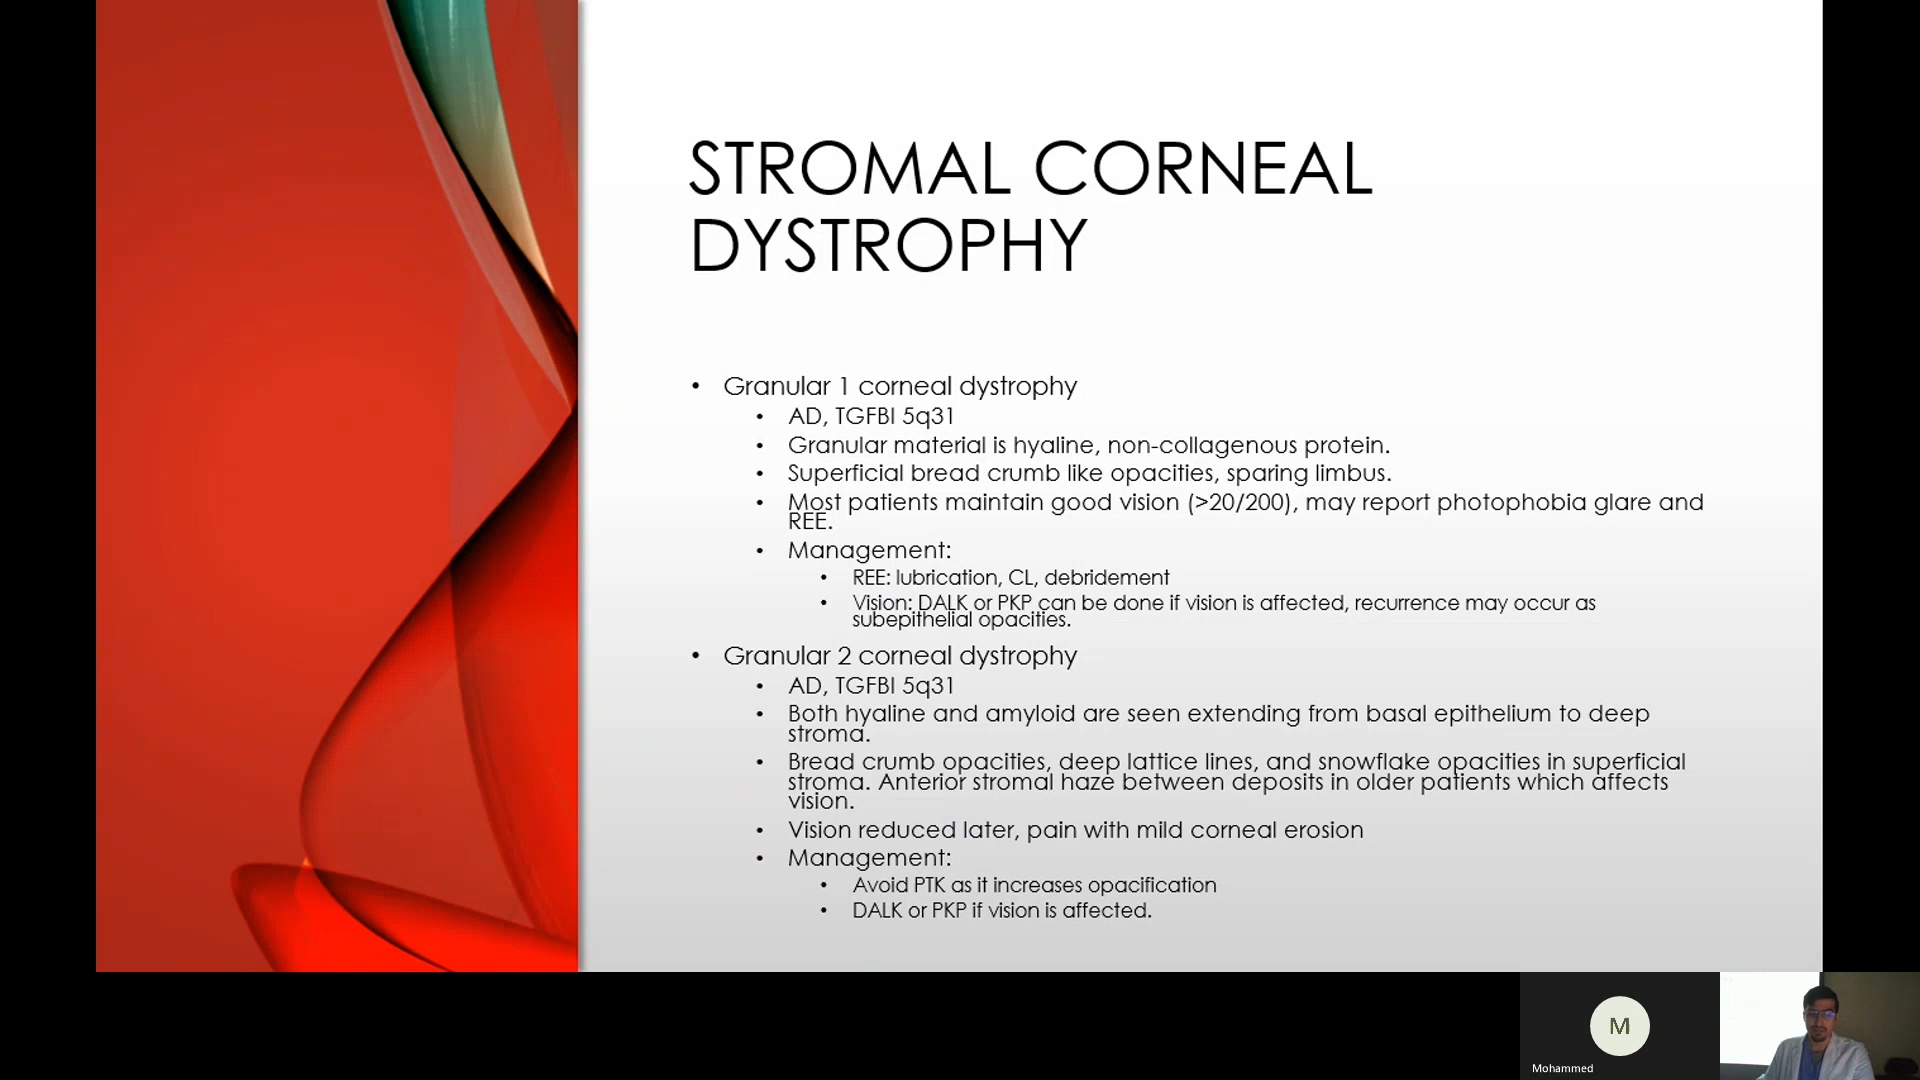 STROMAL CORNEAL
DYSTROPHY
• Granular 1 corneal dystrophy
• AD, TGFBI 5q31
• Granular material is hyaline, non-collagenous protein.
• Superficial bread crumb like opacities, sparing limbus.
• Most patients maintain good vision (>20/200), may report photophobia glare and
REE.
• Management:
• REE: lubrication, CL, debridement
• Vision: DALK or PKP can be done if vision is affected, recurrence may occur as
subepithelial opacities.
• Granular 2 corneal dystrophy
• AD, TGFBI 5q31
• Both hyaline and amyloid are seen extending from basal epithelium to deep
stroma.
• Bread crumb opacities, deep lattice lines, and snowflake opacities in superficial
stroma. Anterior stromal haze between deposits in older patients which affects
vision.
• Vision reduced later, pain with mild corneal erosion
• Management:
• Avoid PTK as it increases opacification
• DALK or PKP if vision is affected.
M
Mohammed